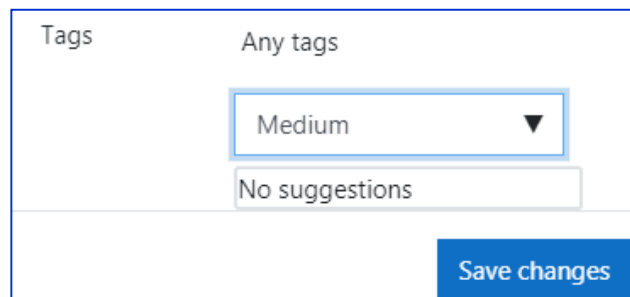 Tags
Any tags
Medium ▼
No suggestions
Save changes